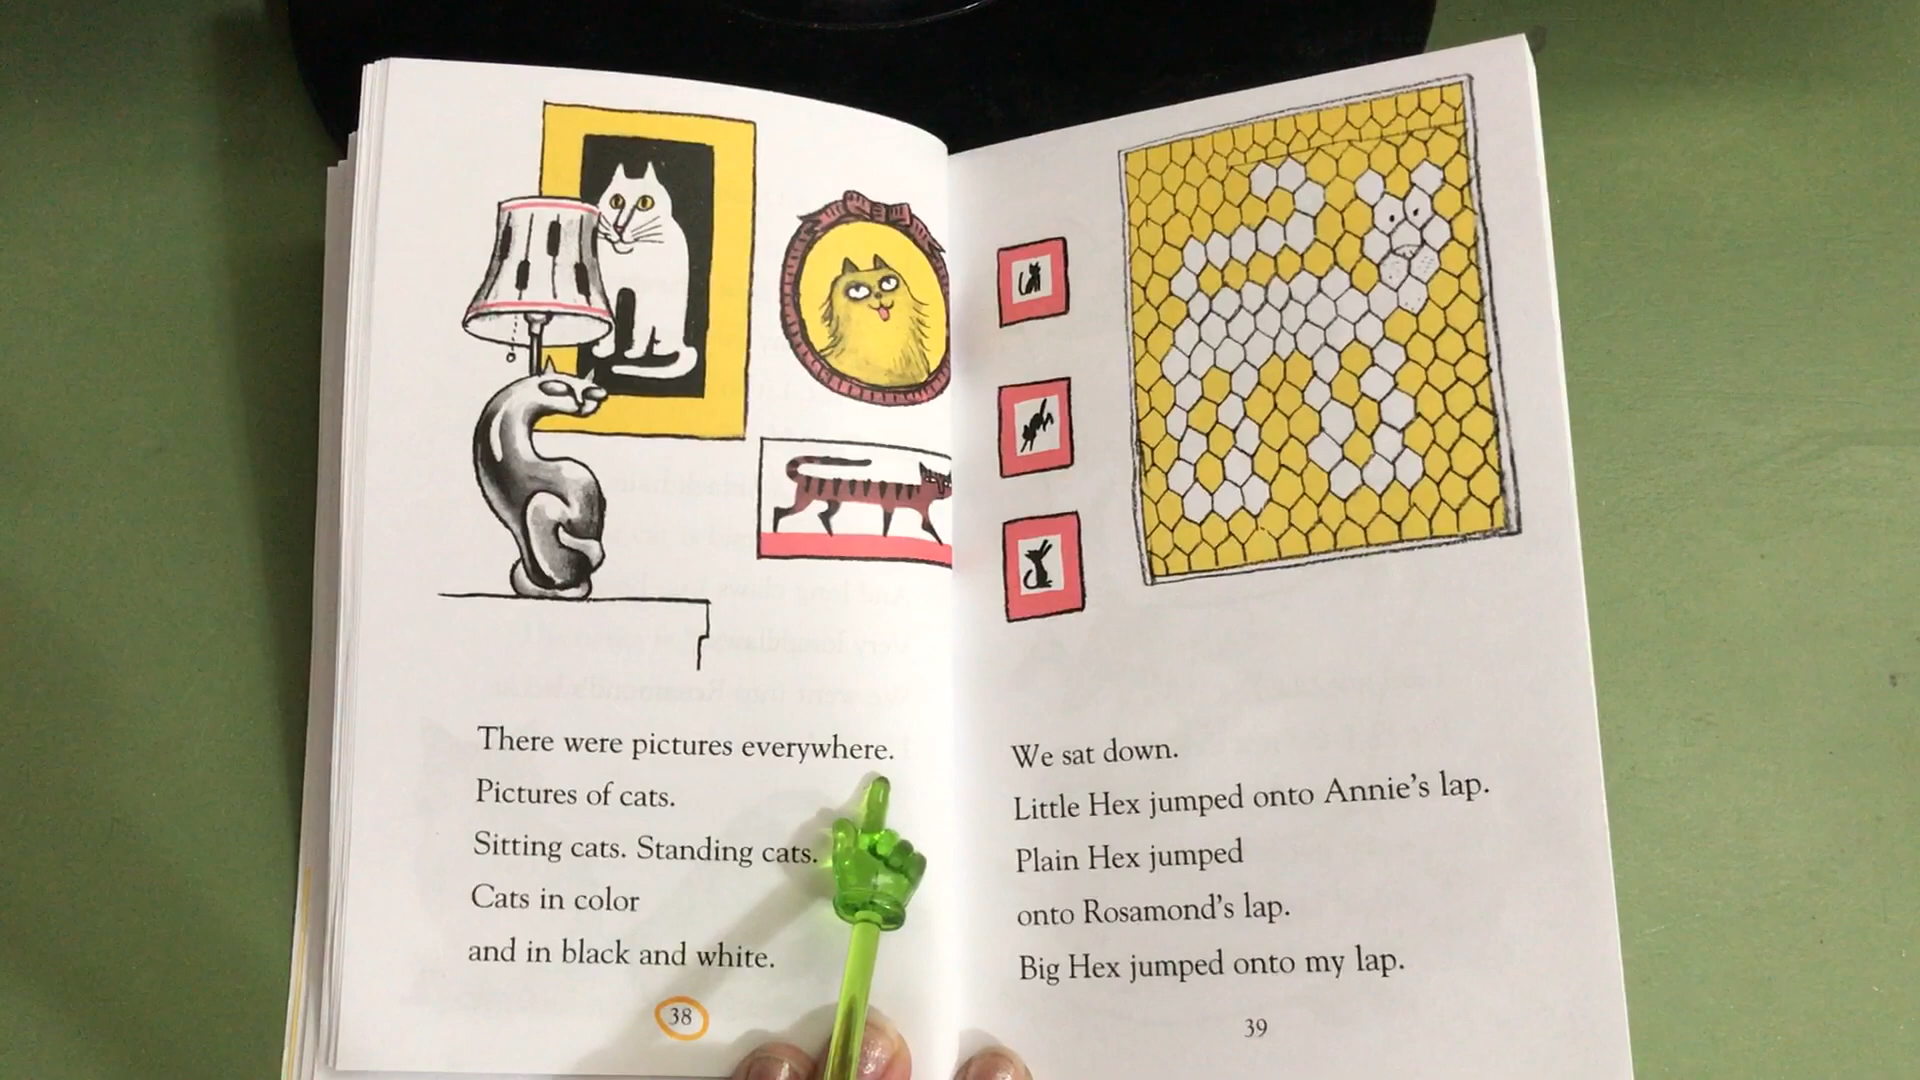 There were pictures everywhere.
Pictures of cats.
Sitting cats. Standing cats.
Cats in color
and in black and white.
38
We sat down.
Little Hex jumped onto Annie's lap.
Plain Hex jumped
onto Rosamond's lap.
Big Hex jumped onto my lap.
39